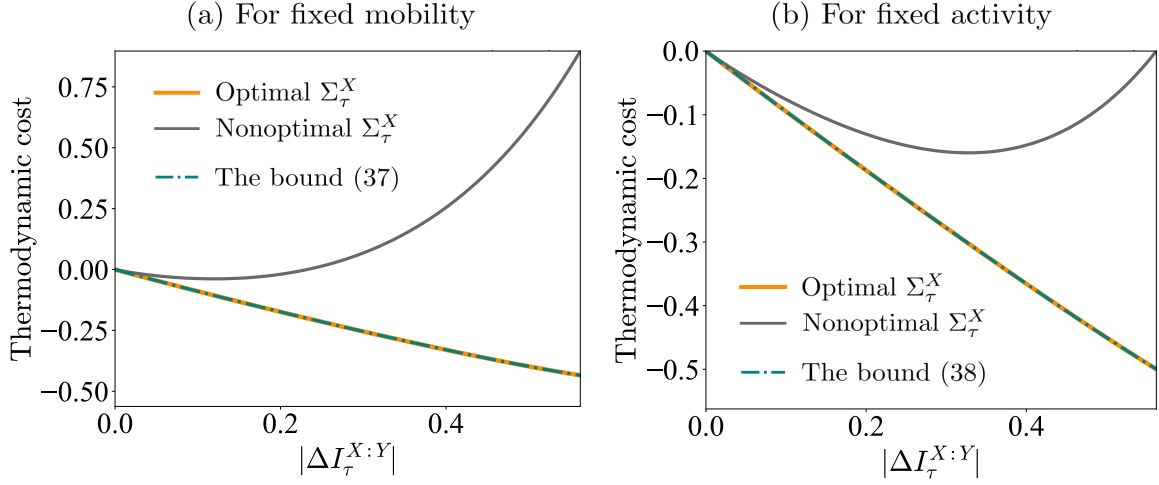 (a) For fixed mobility
Thermodynamic cost
0.75
0.50
0.25
0.00
−0.25
−0.50
Optimal Σ_τ^X
Nonoptimal Σ_τ^X
The bound (37)
0.0
0.2
0.4
|ΔI_τ^{X:Y}|
(b) For fixed activity
Thermodynamic cost
0.0
−0.1
−0.2
−0.3
−0.4
−0.5
Optimal Σ_τ^X
Nonoptimal Σ_τ^X
The bound (38)
0.0
0.2
0.4
|ΔI_τ^{X:Y}|